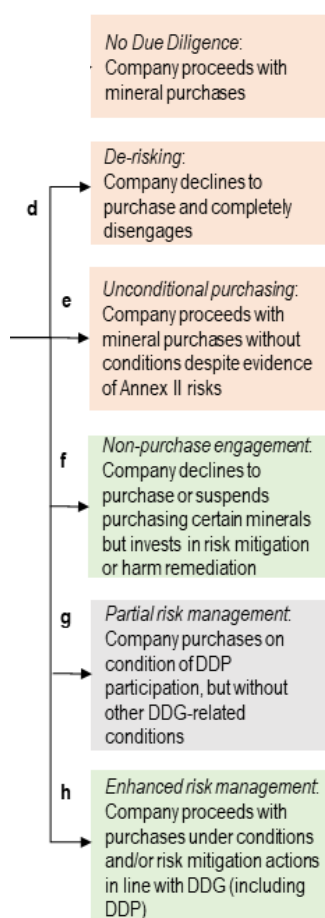 No Due Diligence:
Company proceeds with
mineral purchases
De-risking:
Company declines to
purchase and completely
disengages
d
e
Unconditional purchasing:
Company proceeds with
mineral purchases without
conditions despite evidence
of Annex II risks
f
Non-purchase engagement:
Company declines to
purchase or suspends
purchasing certain minerals
but invests in risk mitigation
or harm remediation
g
Partial risk management:
Company purchases on
condition of DDP
participation, but without
other DDG-related
conditions
h
Enhanced risk management:
Company proceeds with
purchases under conditions
and/or risk mitigation actions
in line with DDG (including
DDP)